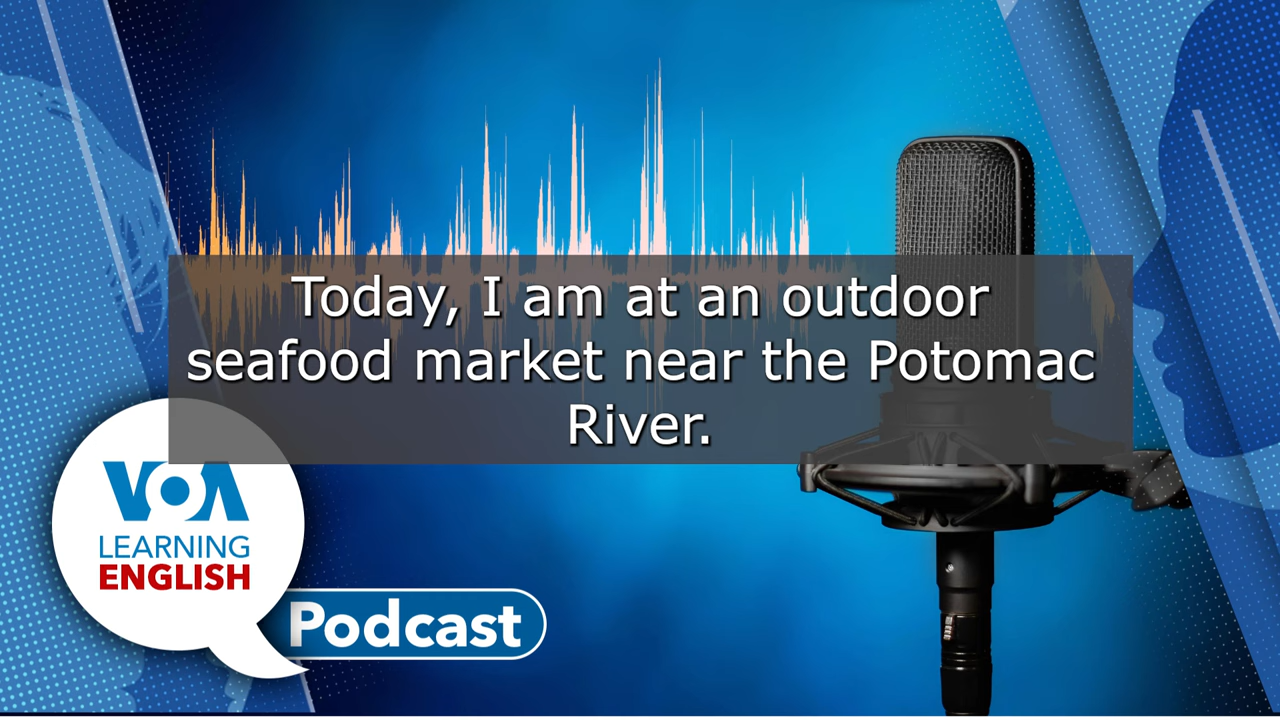 Today, I am at an outdoor
seafood market near the Potomac
River.
VOA
LEARNING
ENGLISH
Podcast